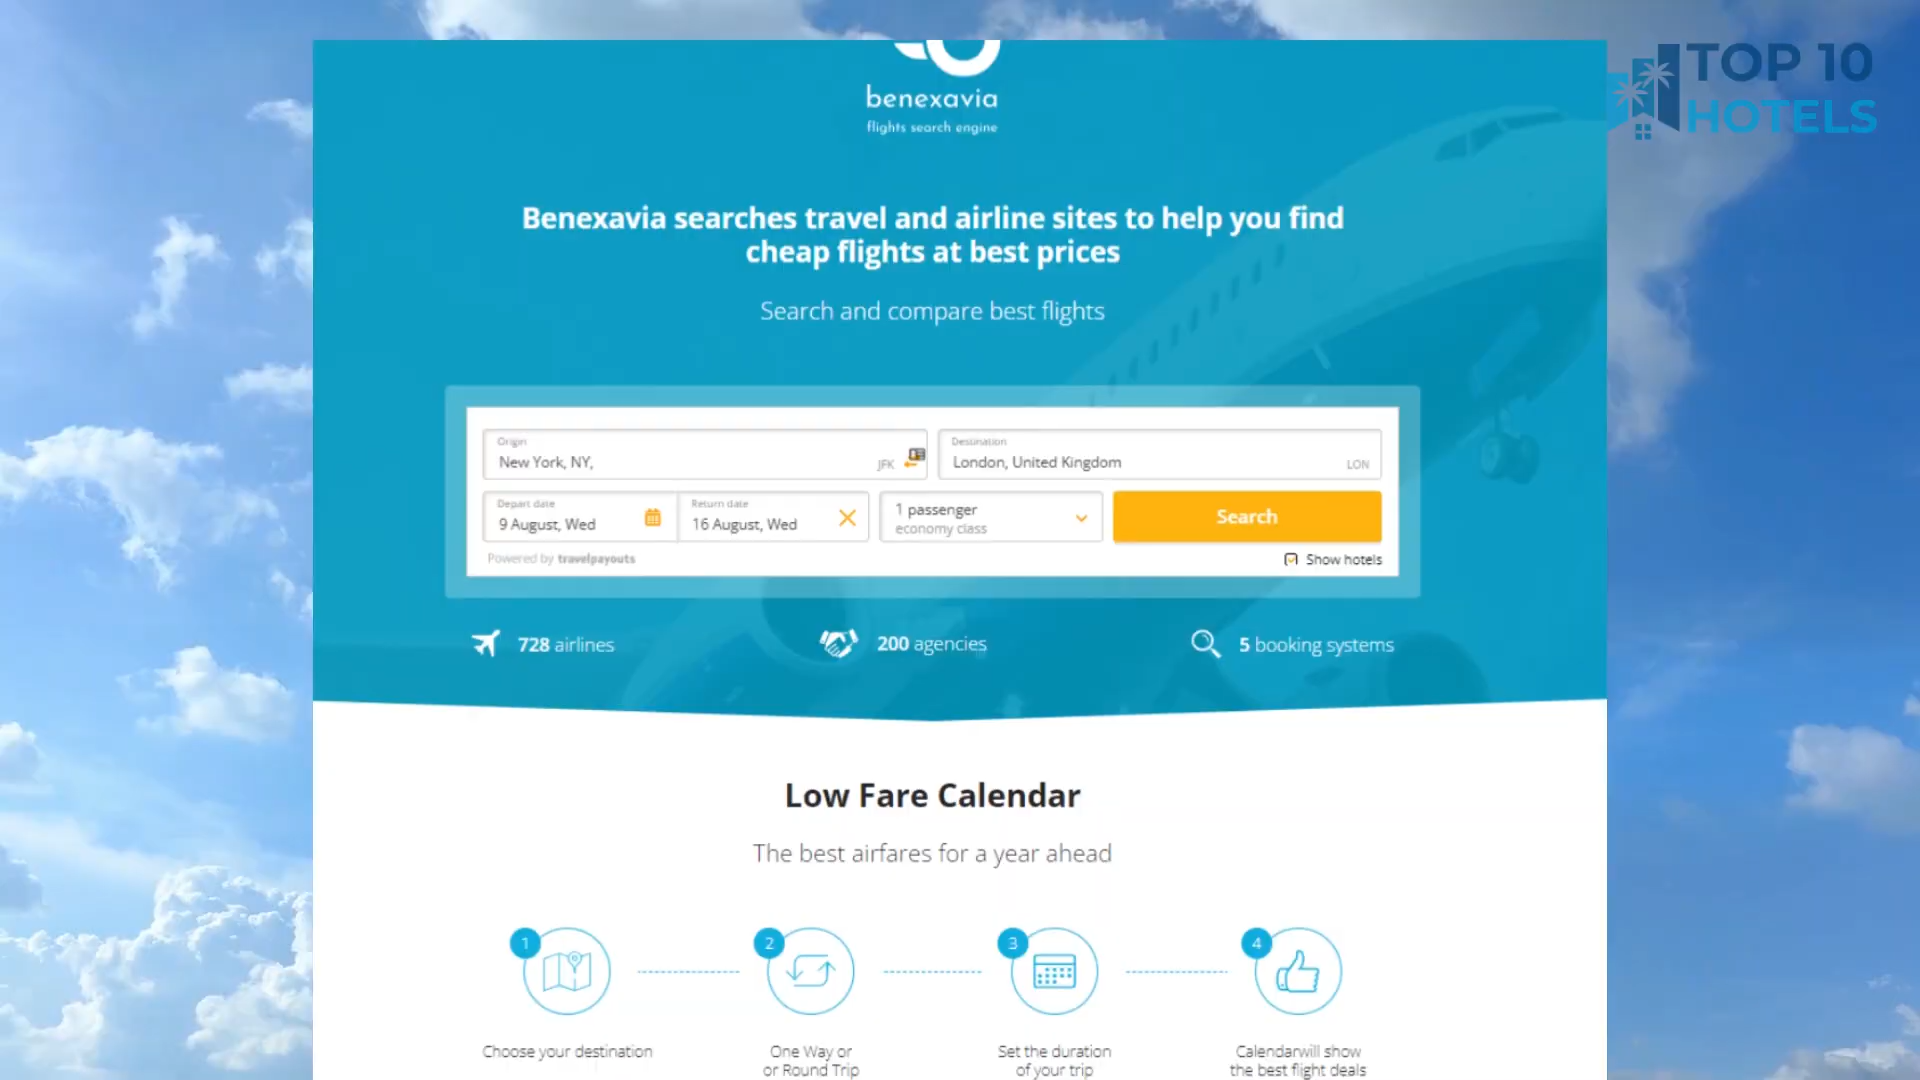 TOP 10
HOTELS
benexavia
flights search engine
Benexavia searches travel and airline sites to help you find
cheap flights at best prices
Search and compare best flights
Origin
New York, NY,
JFK
Destination
London, United Kingdom
LON
Depart date
9 August, Wed
Return date
16 August, Wed
1 passenger
economy class
Search
Powered by travelpayouts
Show hotels
728 airlines
200 agencies
5 booking systems
Low Fare Calendar
The best airfares for a year ahead
1
2
3
4
Choose your destination
One Way or
or Round Trip
Set the duration
of your trip
Calendarwill show
the best flight deals